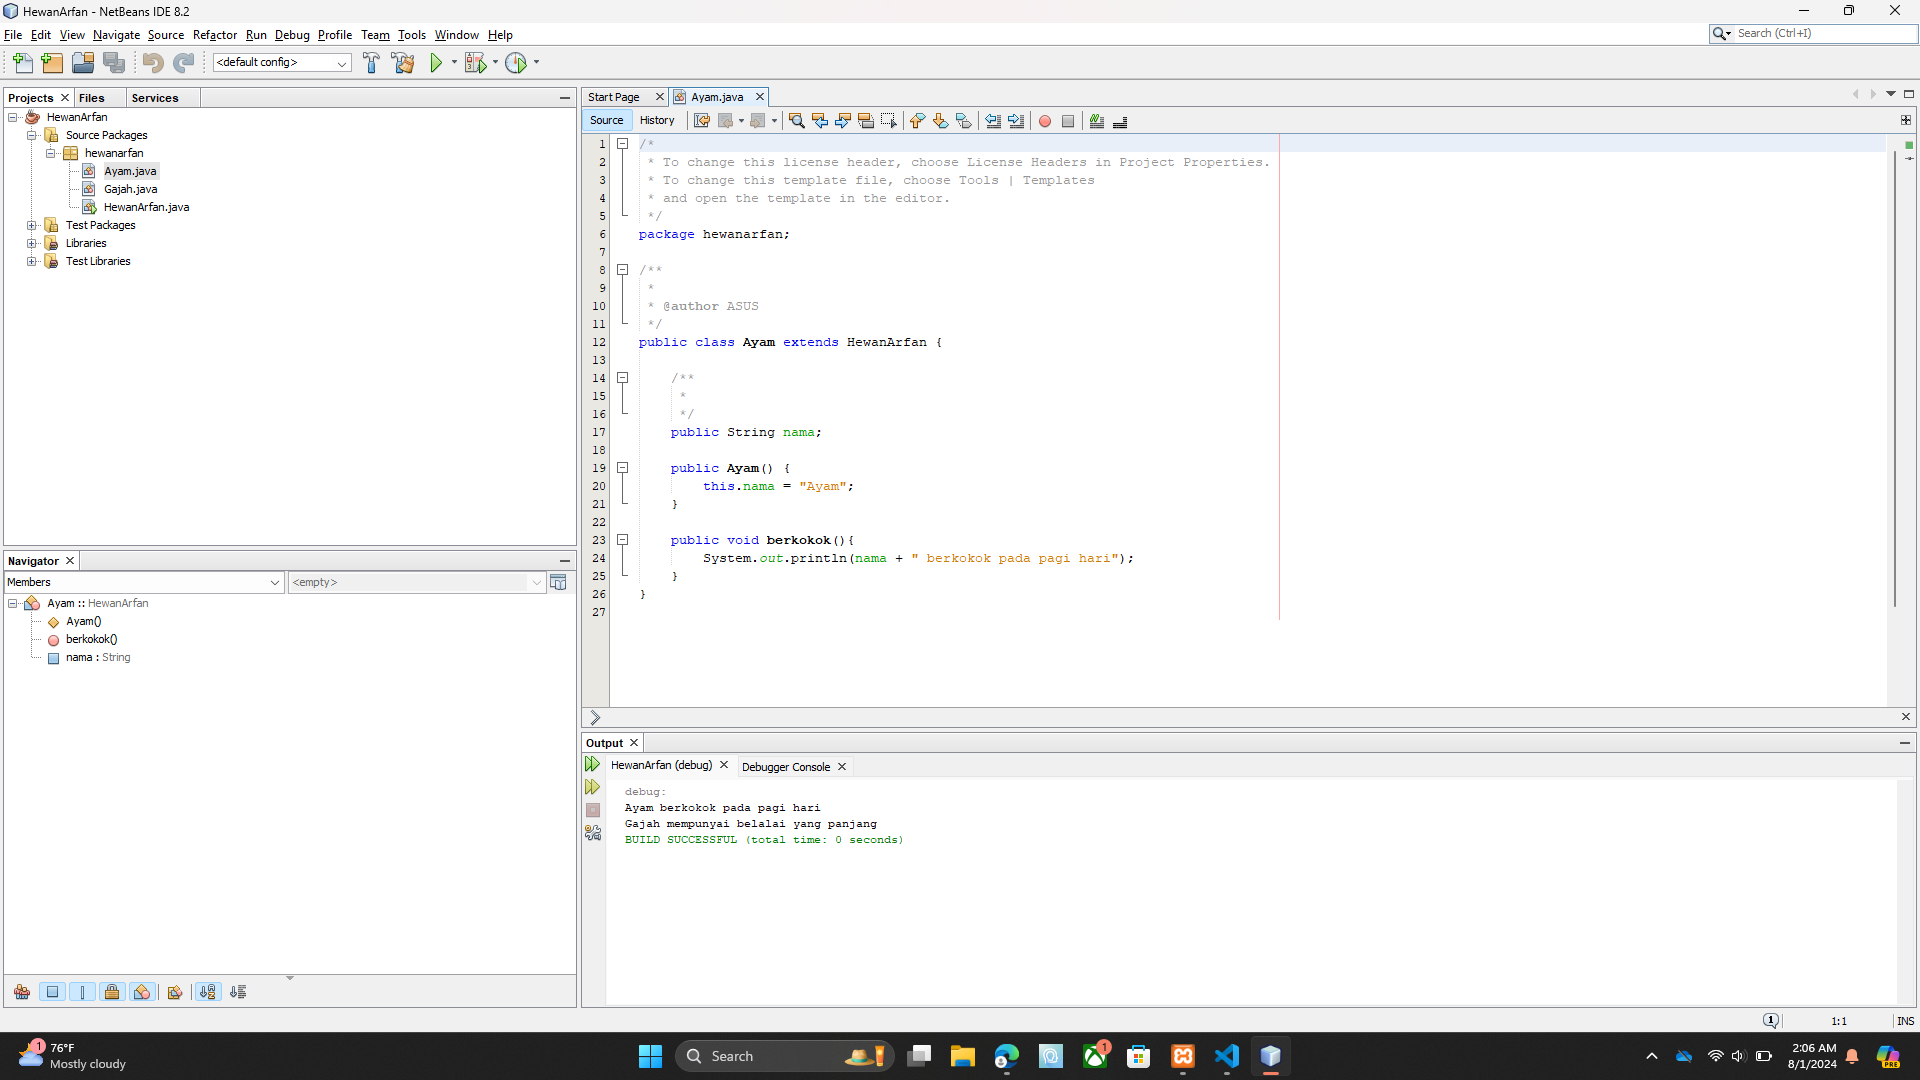 HewanArfan - NetBeans IDE 8.2
File Edit View Navigate Source Refactor Run Debug Profile Team Tools Window Help
Search (Ctrl+I)
<default config>
Projects Files Services
HewanArfan
Source Packages
hewanarfan
Ayam.java
Gajah.java
HewanArfan.java
Test Packages
Libraries
Test Libraries
Navigator
Members <empty>
Ayam :: HewanArfan
Ayam()
berkokok()
nama : String
Start Page Ayam.java
Source History
1 /*
2 * To change this license header, choose License Headers in Project Properties.
3 * To change this template file, choose Tools | Templates
4 * and open the template in the editor.
5 */
6 package hewanarfan;
7
8 /**
9 *
10 * @author ASUS
11 */
12 public class Ayam extends HewanArfan {
13
14 /**
15 *
16 */
17 public String nama;
18
19 public Ayam() {
20 this.nama = "Ayam";
21 }
22
23 public void berkokok(){
24 System.out.println(nama + " berkokok pada pagi hari");
25 }
26 }
27
Output
HewanArfan (debug) Debugger Console
debug:
Ayam berkokok pada pagi hari
Gajah mempunyai belalai yang panjang
BUILD SUCCESSFUL (total time: 0 seconds)
1 1:1 INS
1 76°F
Mostly cloudy
Search
1
2:06 AM
8/1/2024
PRE